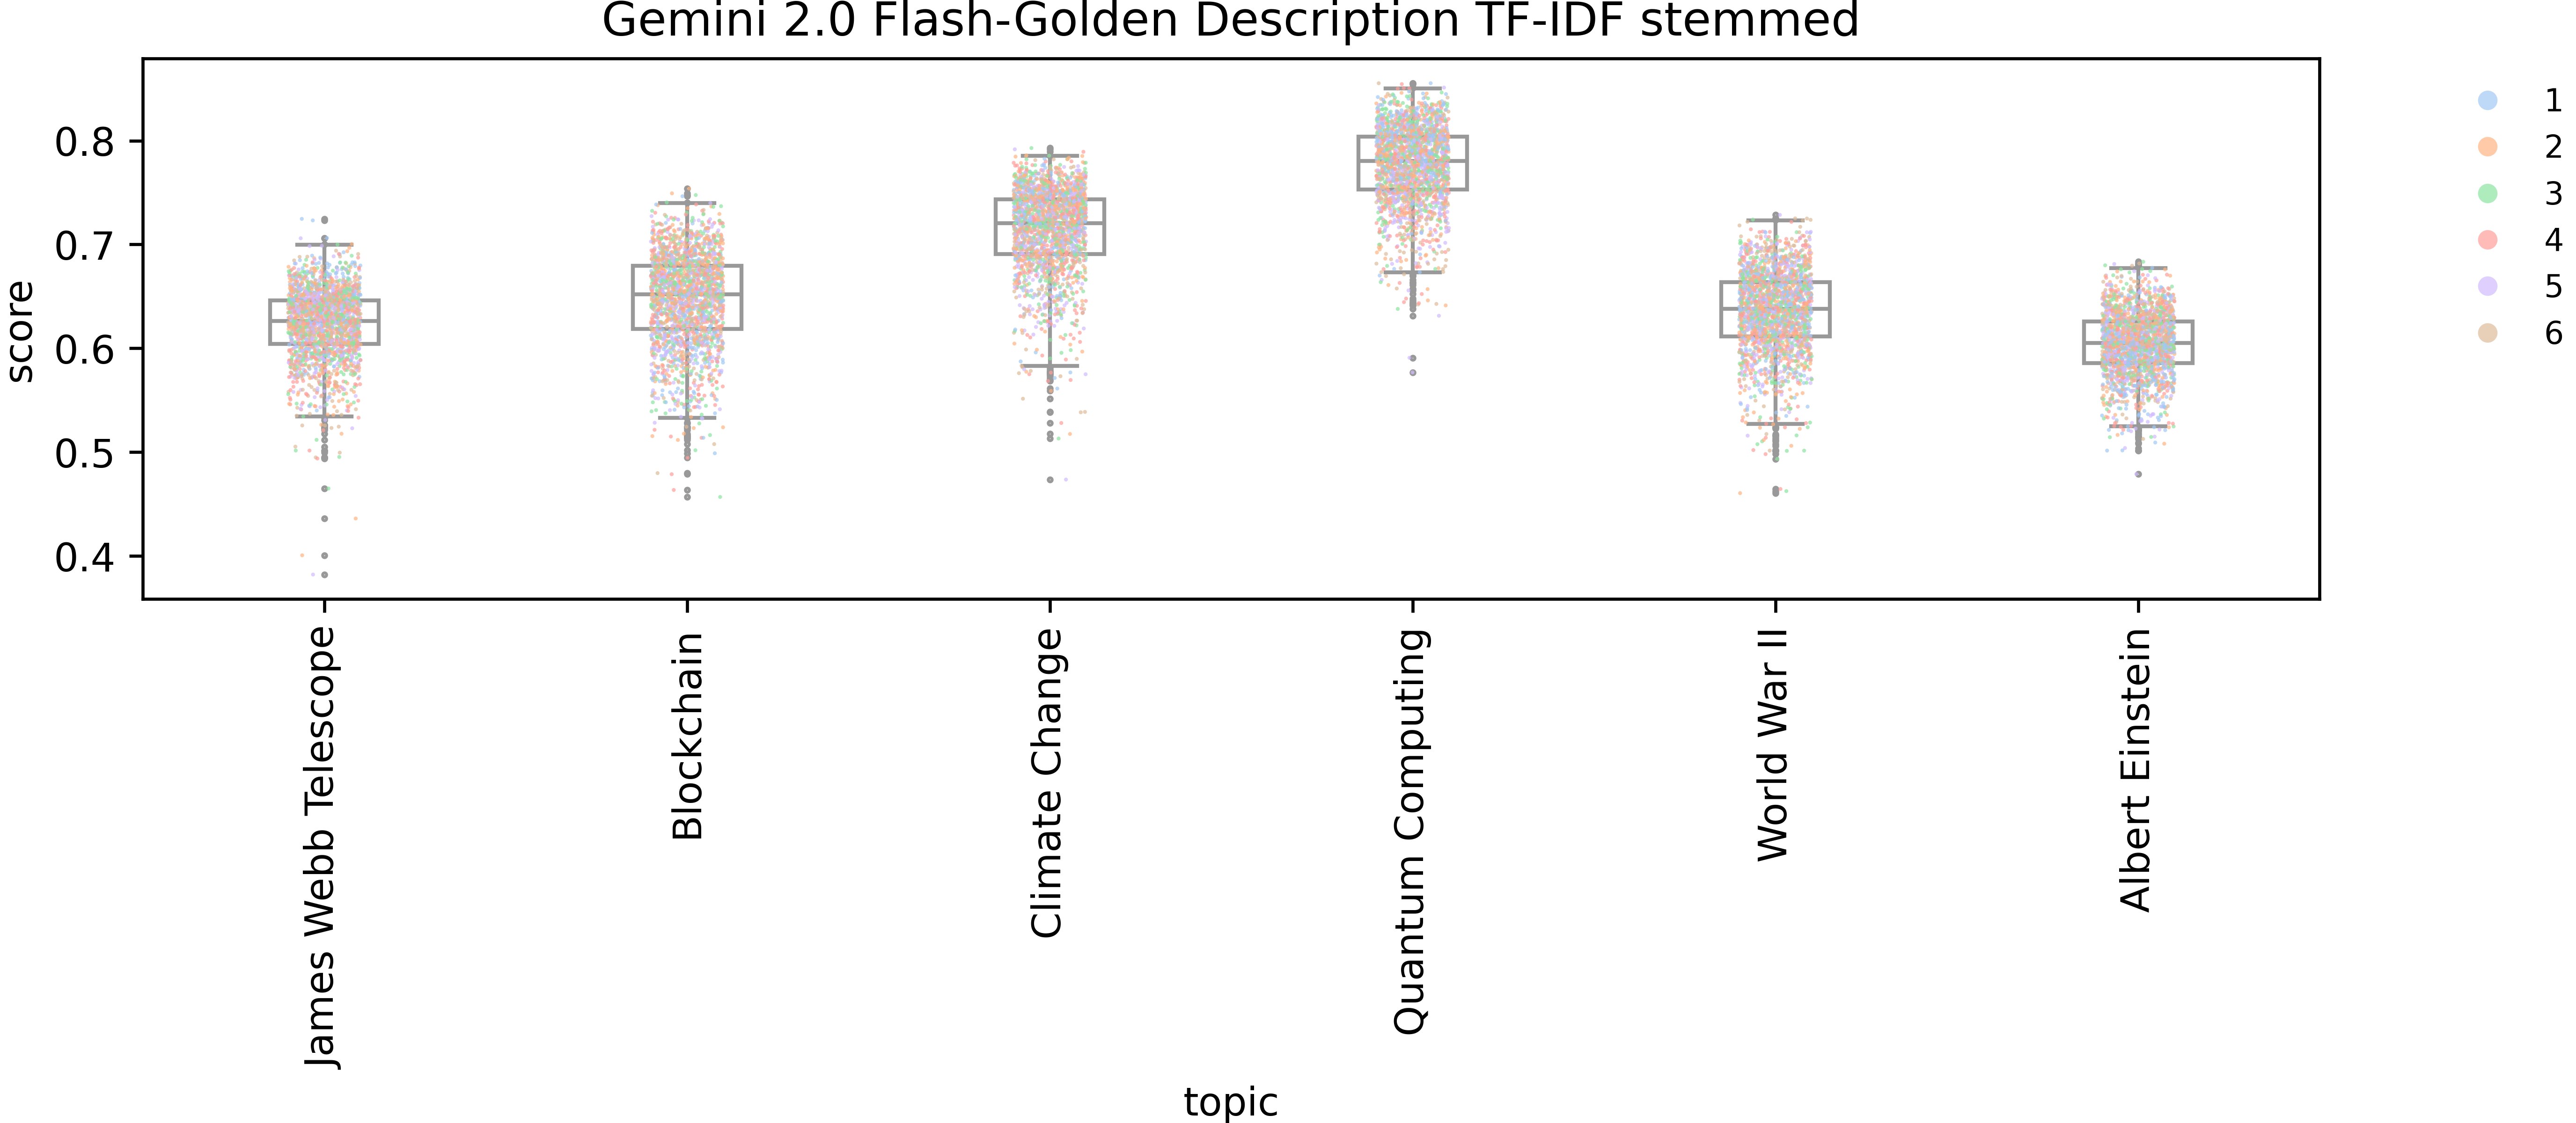 Gemini 2.0 Flash-Golden Description TF-IDF stemmed
score
0.8
0.7
0.6
0.5
0.4
James Webb Telescope
Blockchain
Climate Change
Quantum Computing
World War II
Albert Einstein
topic
1
2
3
4
5
6